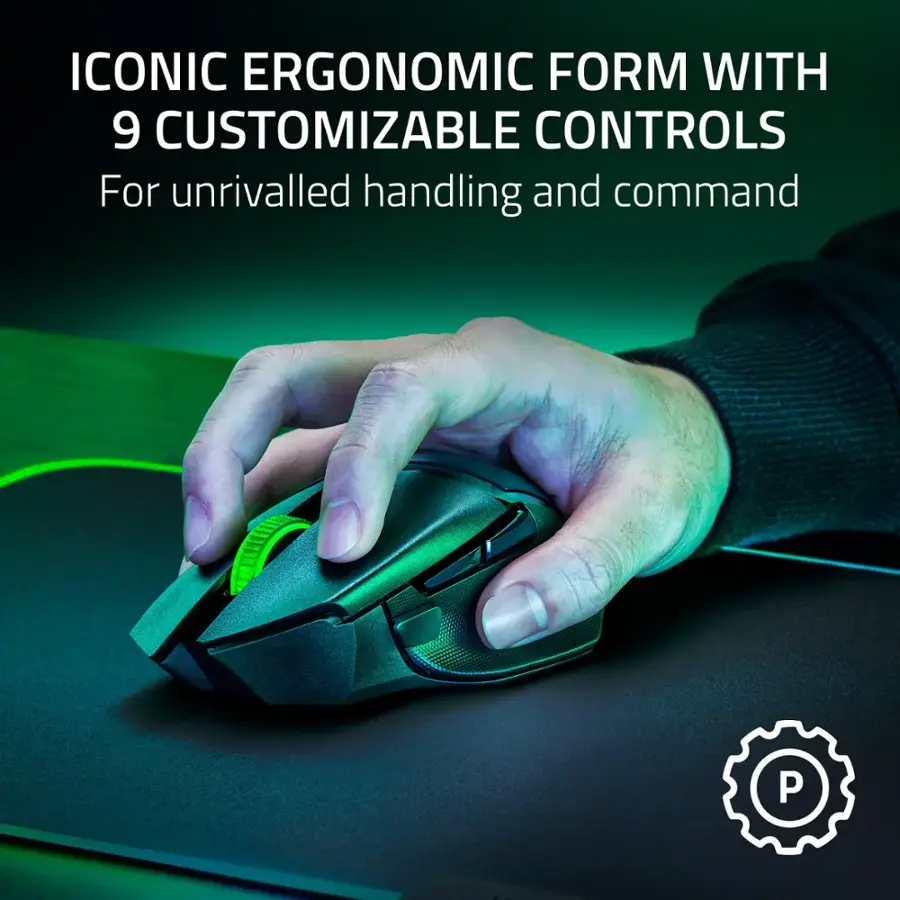 ICONIC ERGONOMIC FORM WITH
9 CUSTOMIZABLE CONTROLS
For unrivalled handling and command
P